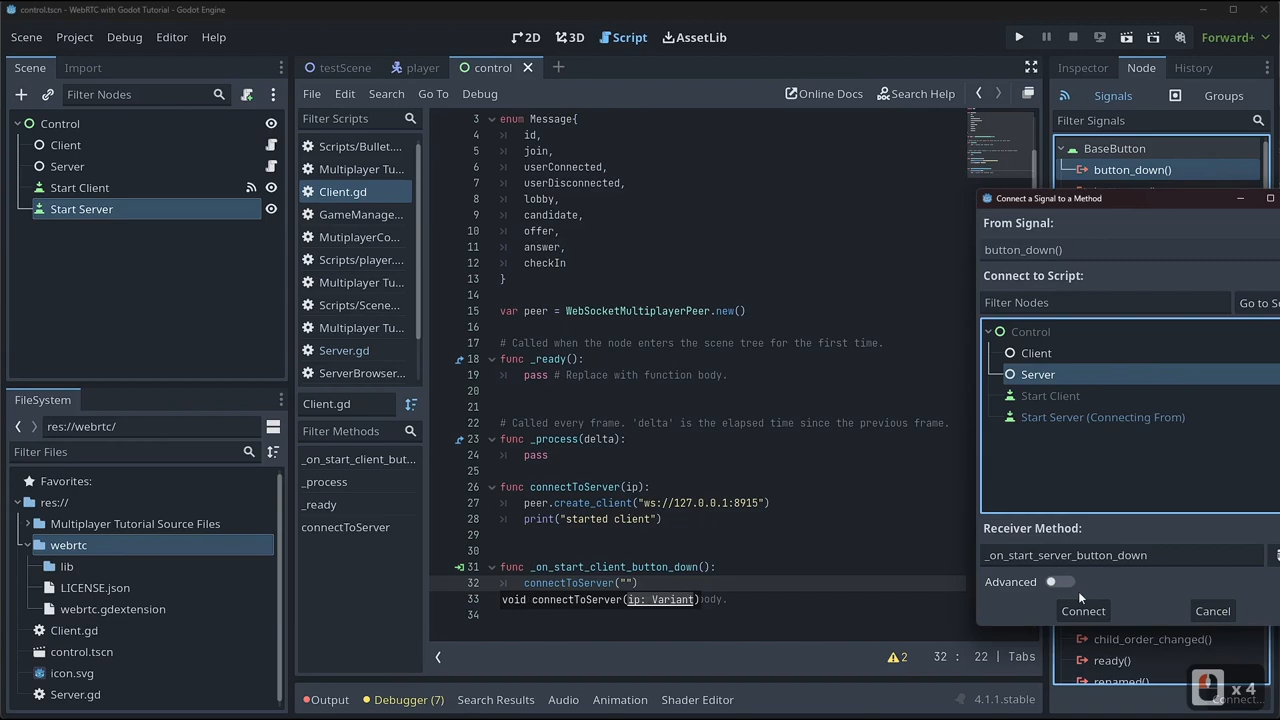 control.tscn - WebRTC with Godot Tutorial - Godot Engine
Scene Project Debug Editor Help
2D 3D Script AssetLib
Forward+
Scene Import
Filter Nodes
Control
Client
Server
Start Client
Start Server
FileSystem
res://webrtc/
Filter Files
Favorites:
res://
Multiplayer Tutorial Source Files
webrtc
lib
LICENSE.json
webrtc.gdextension
Client.gd
control.tscn
icon.svg
Server.gd
testScene player control
File Edit Search Go To Debug
Online Docs Search Help
Filter Scripts
Scripts/Bullet...
Multiplayer Tu...
Client.gd
GameManage...
MutiplayerCo...
Scripts/player...
Multiplayer Tu...
Scripts/Scene...
Multiplayer Tu...
Server.gd
ServerBrowser...
Client.gd
Filter Methods
_on_start_client_but...
_process
_ready
connectToServer
3 enum Message{
4 id,
5 join,
6 userConnected,
7 userDisconnected,
8 lobby,
9 candidate,
10 offer,
11 answer,
12 checkIn
13 }
14
15 var peer = WebSocketMultiplayerPeer.new()
16
17 # Called when the node enters the scene tree for the first time.
18 func _ready():
19 pass # Replace with function body.
20
21
22 # Called every frame. 'delta' is the elapsed time since the previous frame.
23 func _process(delta):
24 pass
25
26 func connectToServer(ip):
27 peer.create_client("ws://127.0.0.1:8915")
28 print("started client")
29
30
31 func _on_start_client_button_down():
32 connectToServer("")
33 void connectToServer(ip: Variant) body.
34
2 32 : 22 Tabs
Output Debugger (7) Search Results Audio Animation Shader Editor
4.1.1.stable
Inspector Node History
Signals Groups
Filter Signals
BaseButton
button_down()
Connect a Signal to a Method
From Signal:
button_down()
Connect to Script:
Filter Nodes
Go to
Control
Client
Server
Start Client
Start Server (Connecting From)
Receiver Method:
_on_start_server_button_down
Advanced
Connect Cancel
child_order_changed()
ready()
renamed()
x 4
Connect...